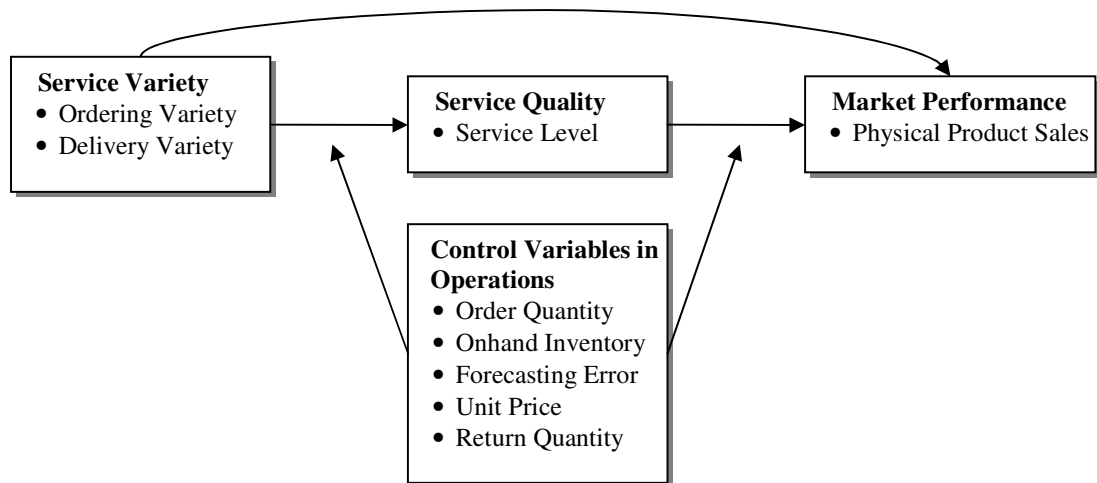 Service Variety
• Ordering Variety
• Delivery Variety
Service Quality
• Service Level
Market Performance
• Physical Product Sales
Control Variables in
Operations
• Order Quantity
• Onhand Inventory
• Forecasting Error
• Unit Price
• Return Quantity